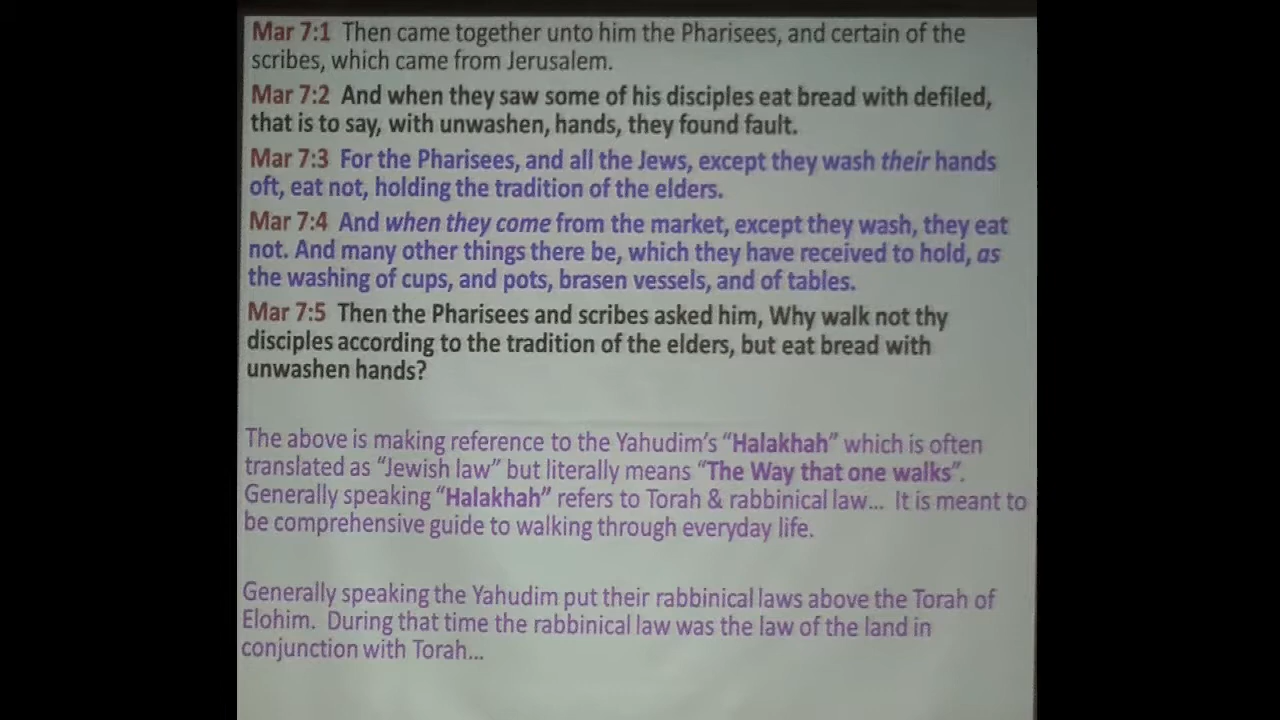 Mar 7:1 Then came together unto him the Pharisees, and certain of the
scribes, which came from Jerusalem.
Mar 7:2 And when they saw some of his disciples eat bread with defiled,
that is to say, with unwashen, hands, they found fault.
Mar 7:3 For the Pharisees, and all the Jews, except they wash their hands
oft, eat not, holding the tradition of the elders.
Mar 7:4 And when they come from the market, except they wash, they eat
not. And many other things there be, which they have received to hold, as
the washing of cups, and pots, brasen vessels, and of tables.
Mar 7:5 Then the Pharisees and scribes asked him, Why walk not thy
disciples according to the tradition of the elders, but eat bread with
unwashen hands?
The above is making reference to the Yahudim's “Halakhah” which is often
translated as “Jewish law” but literally means “The Way that one walks”.
Generally speaking “Halakhah” refers to Torah & rabbinical law... It is meant to
be comprehensive guide to walking through everyday life.
Generally speaking the Yahudim put their rabbinical laws above the Torah of
Elohim. During that time the rabbinical law was the law of the land in
conjunction with Torah...